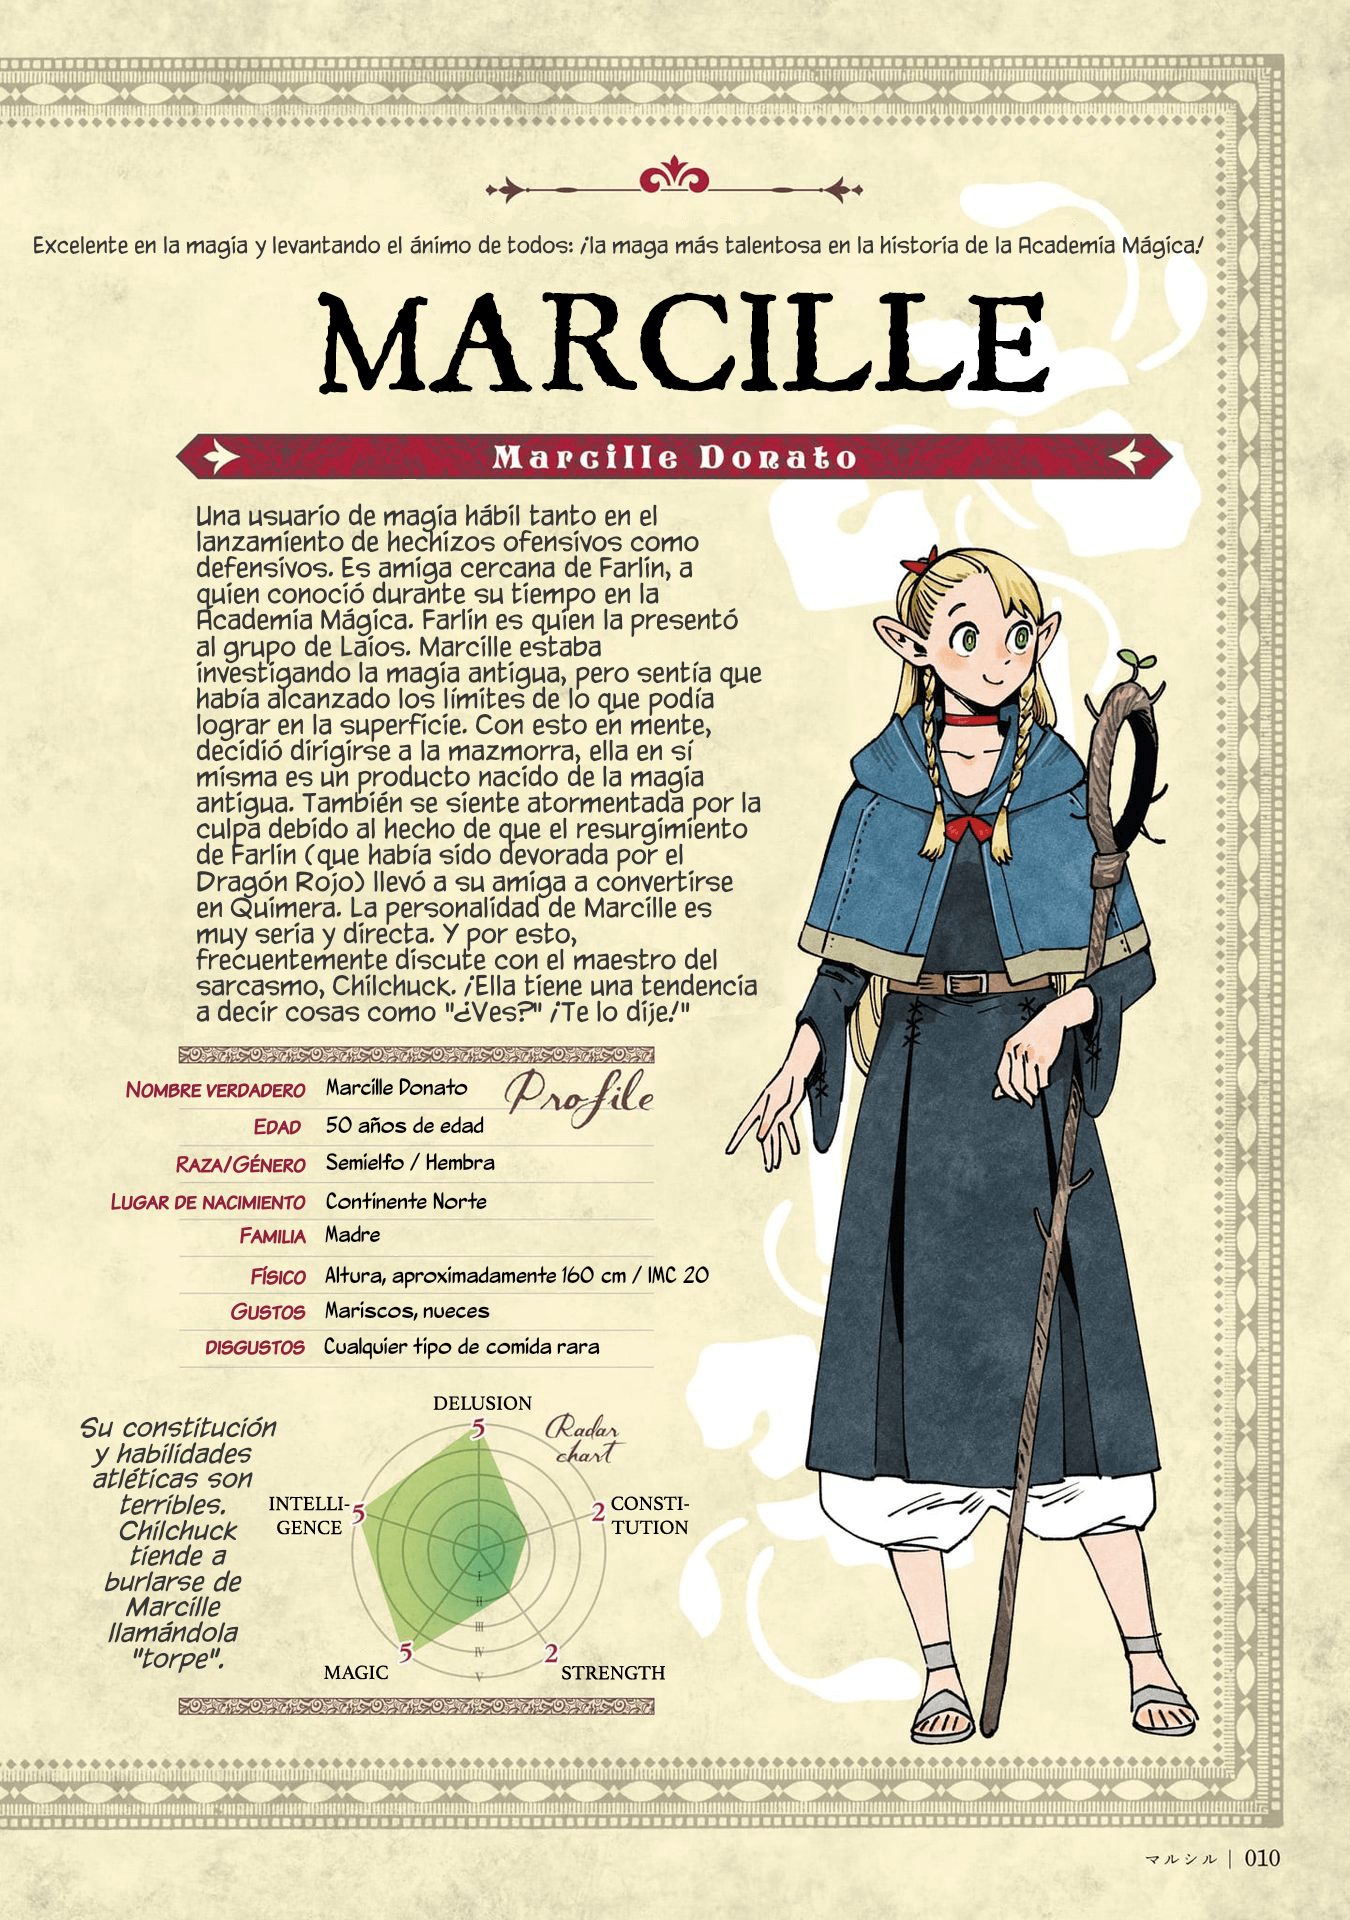 Excelente en la magia y levantando el ánimo de todos: ¡la maga más talentosa en la historia de la Academia Mágica!
MARCILLE
Marcille Donato
Una usuario de magia hábil tanto en el
lanzamiento de hechizos ofensivos como
defensivos. Es amiga cercana de Farlin, a
quien conoció durante su tiempo en la
Academia Mágica. Farlin es quien la presentó
al grupo de Laios. Marcille estaba
investigando la magia antigua, pero sentía que
había alcanzado los límites de lo que podía
lograr en la superficie. Con esto en mente,
decidió dirigirse a la mazmorra, ella en sí
misma es un producto nacido de la magia
antigua. También se siente atormentada por la
culpa debido al hecho de que el resurgimiento
de Farlin (que había sido devorada por el
Dragón Rojo) llevó a su amiga a convertirse
en Quimera. La personalidad de Marcille es
muy seria y directa. Y por esto,
frecuentemente discute con el maestro del
sarcasmo, Chilchuck. ¡Ella tiene una tendencia
a decir cosas como "¿Ves?" ¡Te lo dije!"
Profile
NOMBRE VERDADERO Marcille Donato
EDAD 50 años de edad
RAZA/GÉNERO Semielfo / Hembra
LUGAR DE NACIMIENTO Continente Norte
FAMILIA Madre
FÍSICO Altura, aproximadamente 160 cm / IMC 20
GUSTOS Mariscos, nueces
DISGUSTOS Cualquier tipo de comida rara
Su constitución
y habilidades
atléticas son
terribles.
Chilchuck
tiende a
burlarse de
Marcille
llamándola
"torpe".
Radar
chart
DELUSION
5
INTELLI-
GENCE
5
2
CONSTI-
TUTION
I
II
III
IV
V
MAGIC
5
2
STRENGTH
マルシル | 010